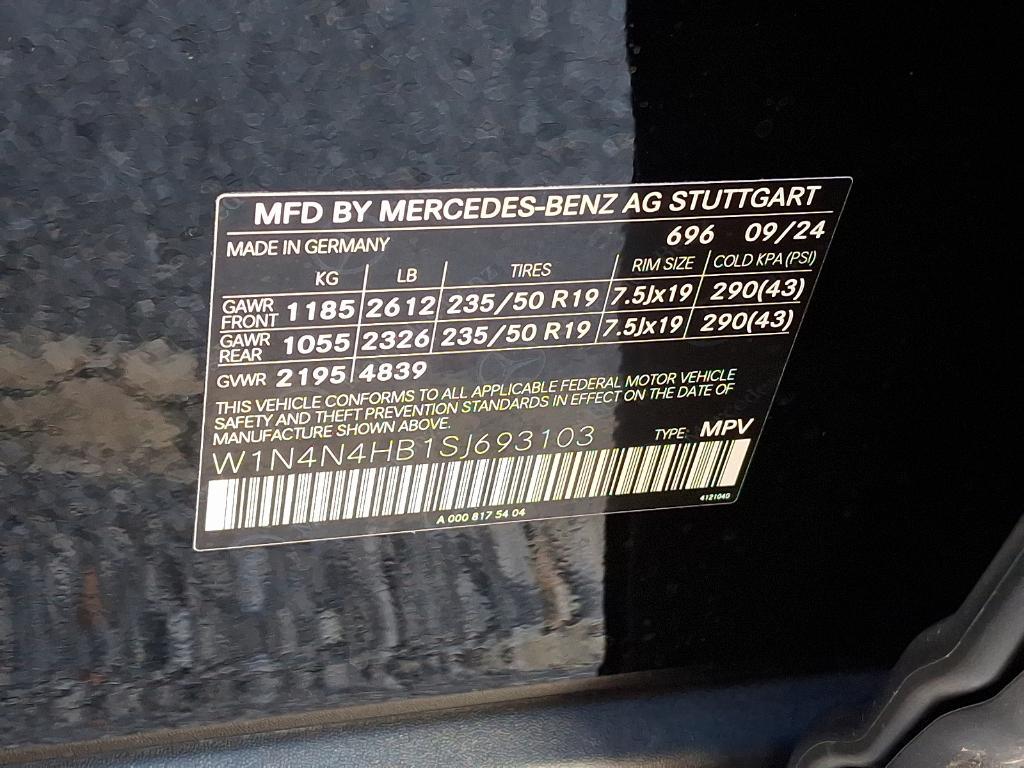 MFD BY MERCEDES-BENZ AG STUTTGART
MADE IN GERMANY 696 09/24
KG LB TIRES RIM SIZE COLD KPA (PSI)
GAWR FRONT 1185 2612 235/50 R19 7.5Jx19 290(43)
GAWR REAR 1055 2326 235/50 R19 7.5Jx19 290(43)
GVWR 2195 4839
THIS VEHICLE CONFORMS TO ALL APPLICABLE FEDERAL MOTOR VEHICLE
SAFETY AND THEFT PREVENTION STANDARDS IN EFFECT ON THE DATE OF
MANUFACTURE SHOWN ABOVE.
W1N4N4HB1SJ693103 TYPE: MPV
A 000 817 54 04 4121040